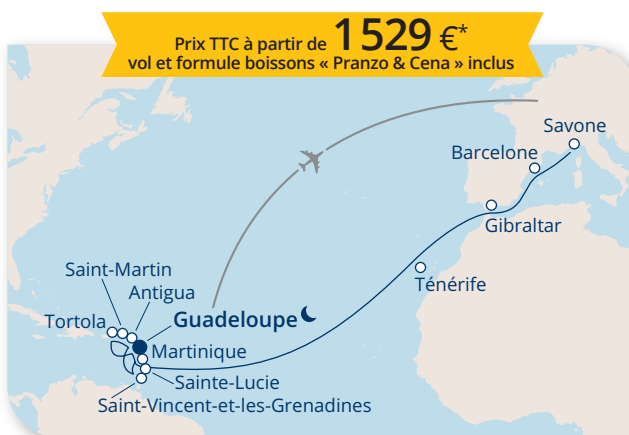 Prix TTC à partir de 1 529 €*
vol et formule boissons « Pranzo & Cena » inclus
Savone
Barcelone
Gibraltar
Ténérife
Saint-Martin
Antigua
Tortola
Guadeloupe
Martinique
Sainte-Lucie
Saint-Vincent-et-les-Grenadines